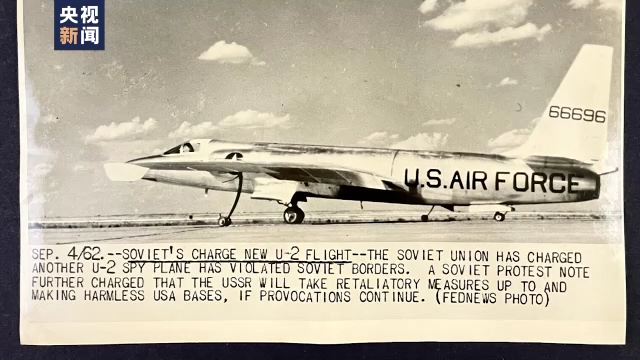 央视
新闻
66696
U.S.AIR FORCE
SEP. 4/62.--SOVIET'S CHARGE NEW U-2 FLIGHT--THE SOVIET UNION HAS CHARGED
ANOTHER U-2 SPY PLANE HAS VIOLATED SOVIET BORDERS. A SOVIET PROTEST NOTE
FURTHER CHARGED THAT THE USSR WILL TAKE RETALIATORY MEASURES UP TO AND
MAKING HARMLESS USA BASES, IF PROVOCATIONS CONTINUE. (FEDNEWS PHOTO)